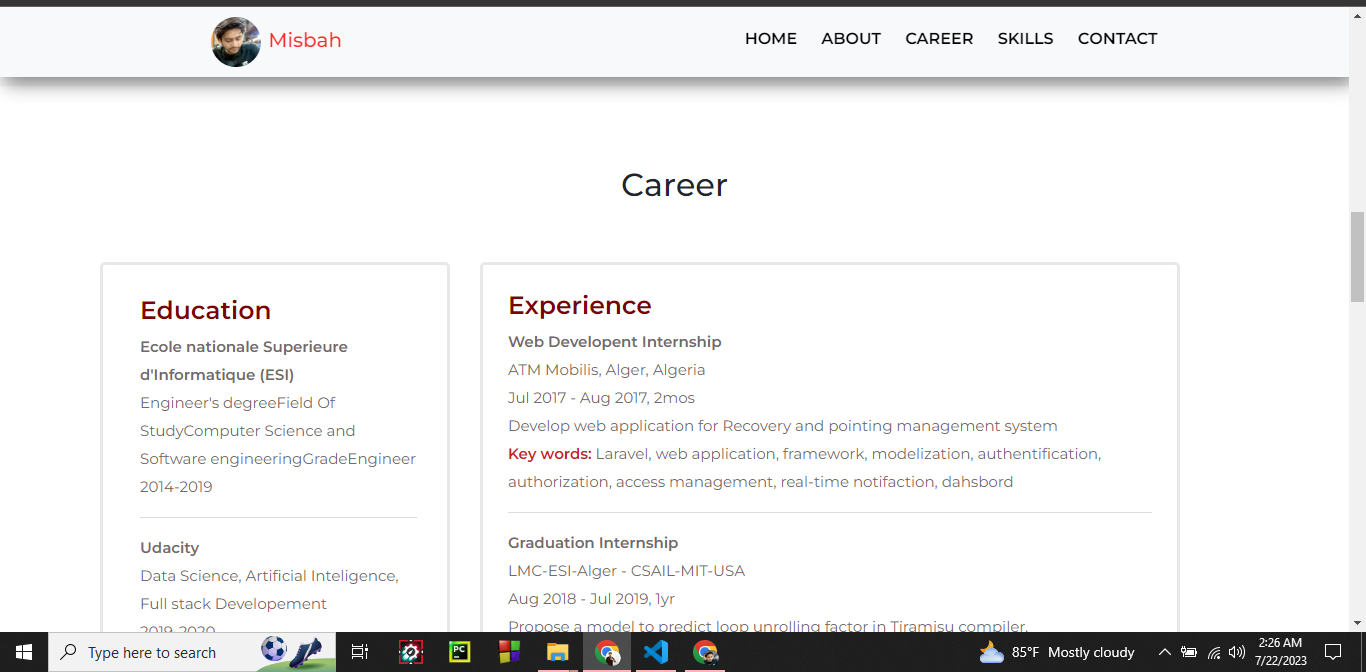 Misbah
HOME ABOUT CAREER SKILLS CONTACT
Career
Education
Ecole nationale Superieure
d'Informatique (ESI)
Engineer's degreeField Of
StudyComputer Science and
Software engineeringGradeEngineer
2014-2019
Udacity
Data Science, Artificial Inteligence,
Full stack Developement
2019-2020
Experience
Web Developent Internship
ATM Mobilis, Alger, Algeria
Jul 2017 - Aug 2017, 2mos
Develop web application for Recovery and pointing management system
Key words: Laravel, web application, framework, modelization, authentification,
authorization, access management, real-time notifaction, dahsbord
Graduation Internship
LMC-ESI-Alger - CSAIL-MIT-USA
Aug 2018 - Jul 2019, 1yr
Propose a model to predict loop unrolling factor in Tiramisu compiler.
Type here to search
PC
85°F Mostly cloudy
2:26 AM
7/22/2023